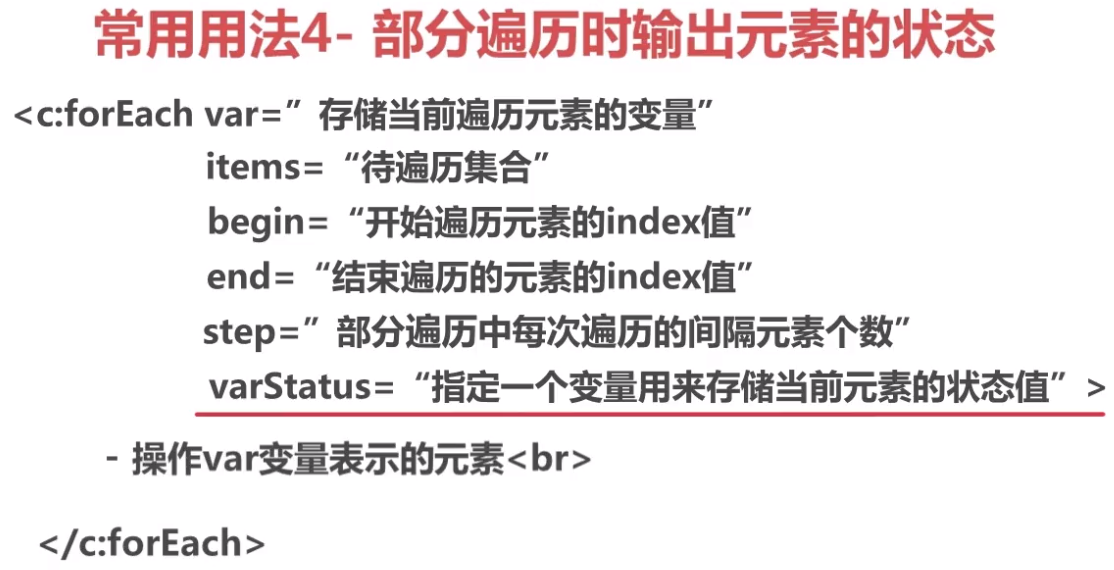 常用用法4- 部分遍历时输出元素的状态
<c:forEach var=”存储当前遍历元素的变量”
items=“待遍历集合”
begin=“开始遍历元素的index值”
end=“结束遍历的元素的index值”
step=”部分遍历中每次遍历的间隔元素个数”
varStatus=“指定一个变量用来存储当前元素的状态值” >
- 操作var变量表示的元素<br>
</c:forEach>